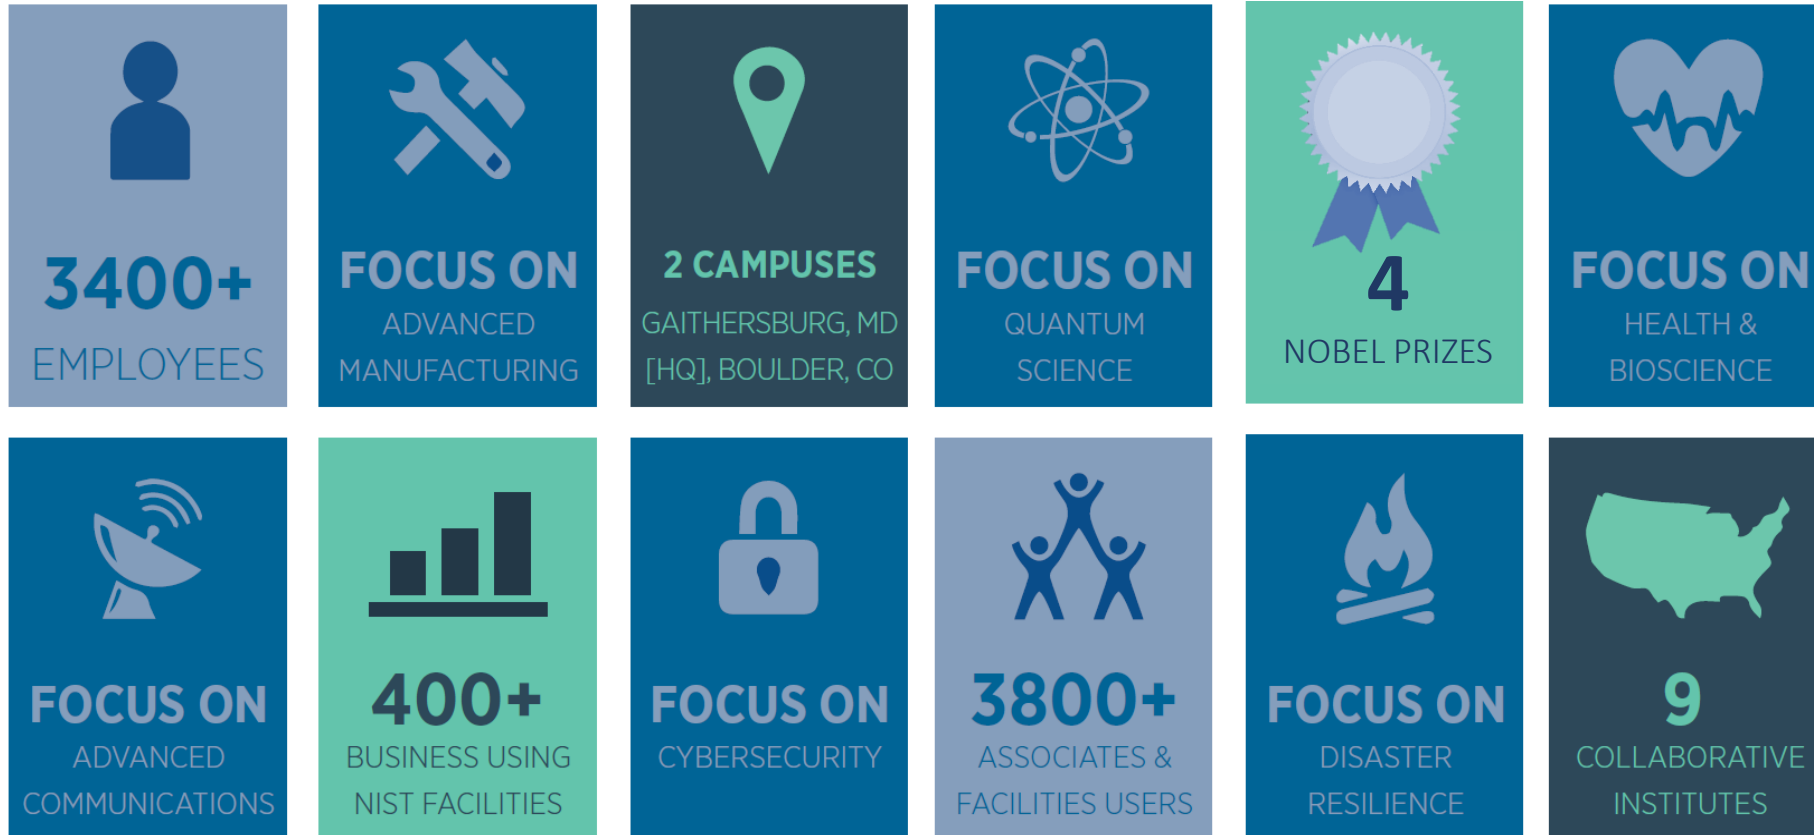 3400+
EMPLOYEES
FOCUS ON
ADVANCED
MANUFACTURING
2 CAMPUSES
GAITHERSBURG, MD
[HQ], BOULDER, CO
FOCUS ON
QUANTUM
SCIENCE
4
NOBEL PRIZES
FOCUS ON
HEALTH &
BIOSCIENCE
FOCUS ON
ADVANCED
COMMUNICATIONS
400+
BUSINESS USING
NIST FACILITIES
FOCUS ON
CYBERSECURITY
3800+
ASSOCIATES &
FACILITIES USERS
FOCUS ON
DISASTER
RESILIENCE
9
COLLABORATIVE
INSTITUTES